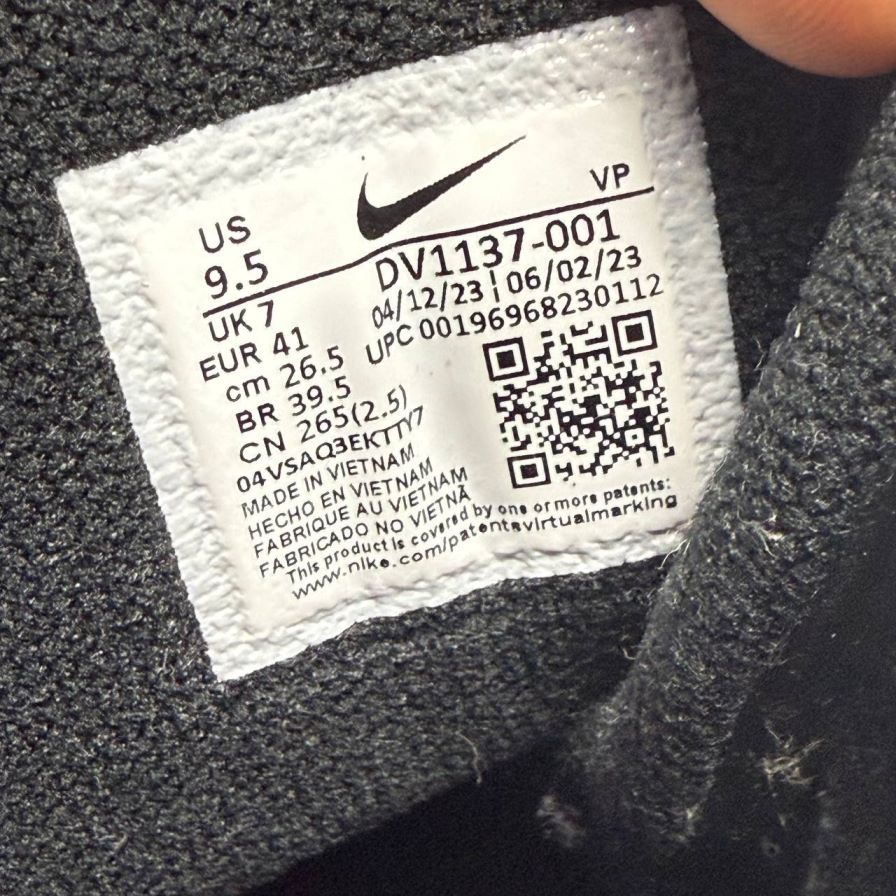 VP
US
9.5
UK 7
EUR 41
cm 26.5
BR 39.5
CN 265(2.5)
DV1137-001
04/12/23 | 06/02/23
UPC 00196968230112
04VSAQ3EKTTY7
MADE IN VIETNAM
HECHO EN VIETNAM
FABRIQUE AU VIETNAM
FABRICADO NO VIETNÃ
This product is covered by one or more patents:
www.nike.com/patentsvirtualmarking